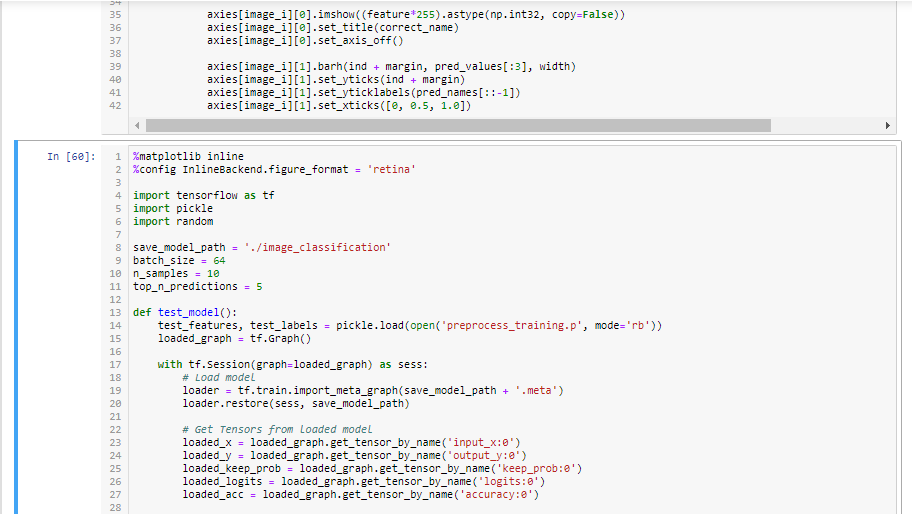 34
35 axies[image_i][0].imshow((feature*255).astype(np.int32, copy=False))
36 axies[image_i][0].set_title(correct_name)
37 axies[image_i][0].set_axis_off()
38
39 axies[image_i][1].barh(ind + margin, pred_values[:3], width)
40 axies[image_i][1].set_yticks(ind + margin)
41 axies[image_i][1].set_yticklabels(pred_names[::-1])
42 axies[image_i][1].set_xticks([0, 0.5, 1.0])
In [60]: 1 %matplotlib inline
2 %config InlineBackend.figure_format = 'retina'
3
4 import tensorflow as tf
5 import pickle
6 import random
7
8 save_model_path = './image_classification'
9 batch_size = 64
10 n_samples = 10
11 top_n_predictions = 5
12
13 def test_model():
14 test_features, test_labels = pickle.load(open('preprocess_training.p', mode='rb'))
15 loaded_graph = tf.Graph()
16
17 with tf.Session(graph=loaded_graph) as sess:
18 # Load model
19 loader = tf.train.import_meta_graph(save_model_path + '.meta')
20 loader.restore(sess, save_model_path)
21
22 # Get Tensors from loaded model
23 loaded_x = loaded_graph.get_tensor_by_name('input_x:0')
24 loaded_y = loaded_graph.get_tensor_by_name('output_y:0')
25 loaded_keep_prob = loaded_graph.get_tensor_by_name('keep_prob:0')
26 loaded_logits = loaded_graph.get_tensor_by_name('logits:0')
27 loaded_acc = loaded_graph.get_tensor_by_name('accuracy:0')
28